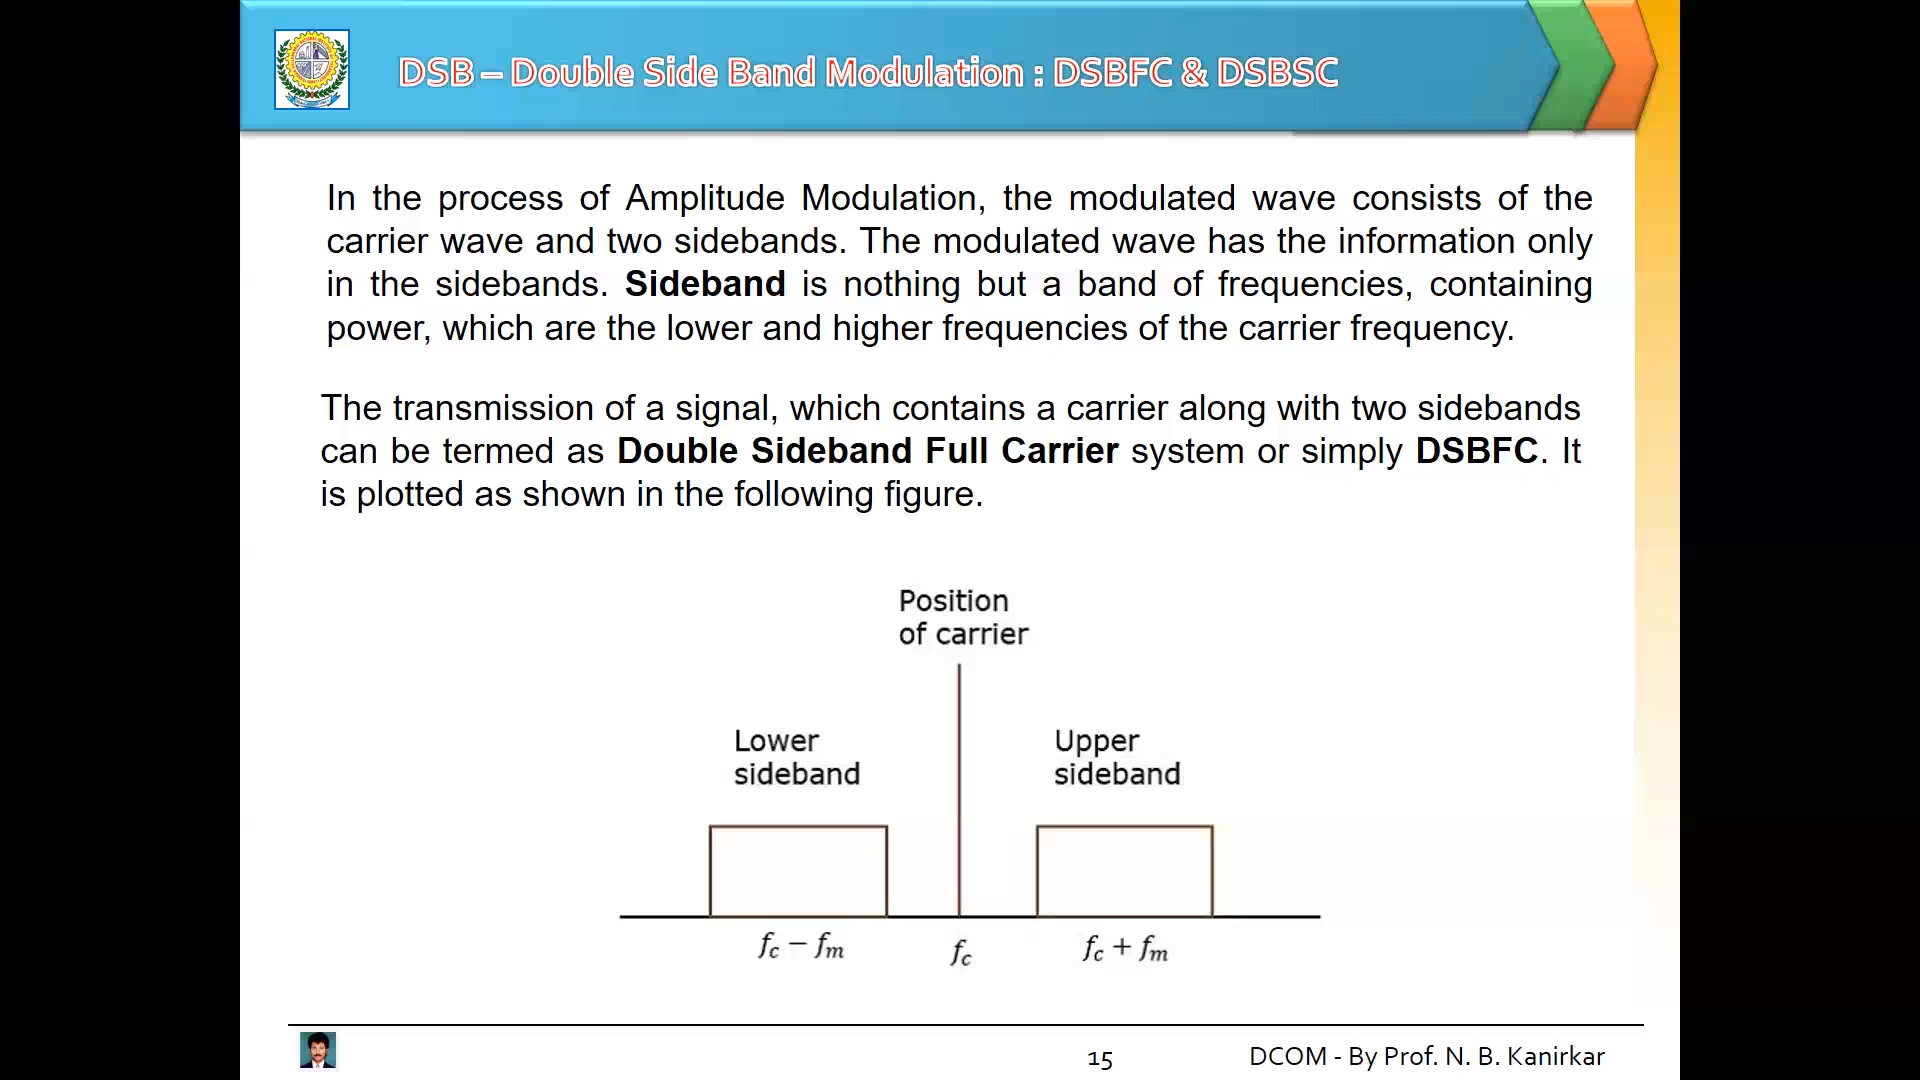 DSB – Double Side Band Modulation : DSBFC & DSBSC
In the process of Amplitude Modulation, the modulated wave consists of the
carrier wave and two sidebands. The modulated wave has the information only
in the sidebands. Sideband is nothing but a band of frequencies, containing
power, which are the lower and higher frequencies of the carrier frequency.
The transmission of a signal, which contains a carrier along with two sidebands
can be termed as Double Sideband Full Carrier system or simply DSBFC. It
is plotted as shown in the following figure.
Position
of carrier
Lower
sideband
Upper
sideband
fc − fm
fc
fc + fm
15
DCOM - By Prof. N. B. Kanirkar